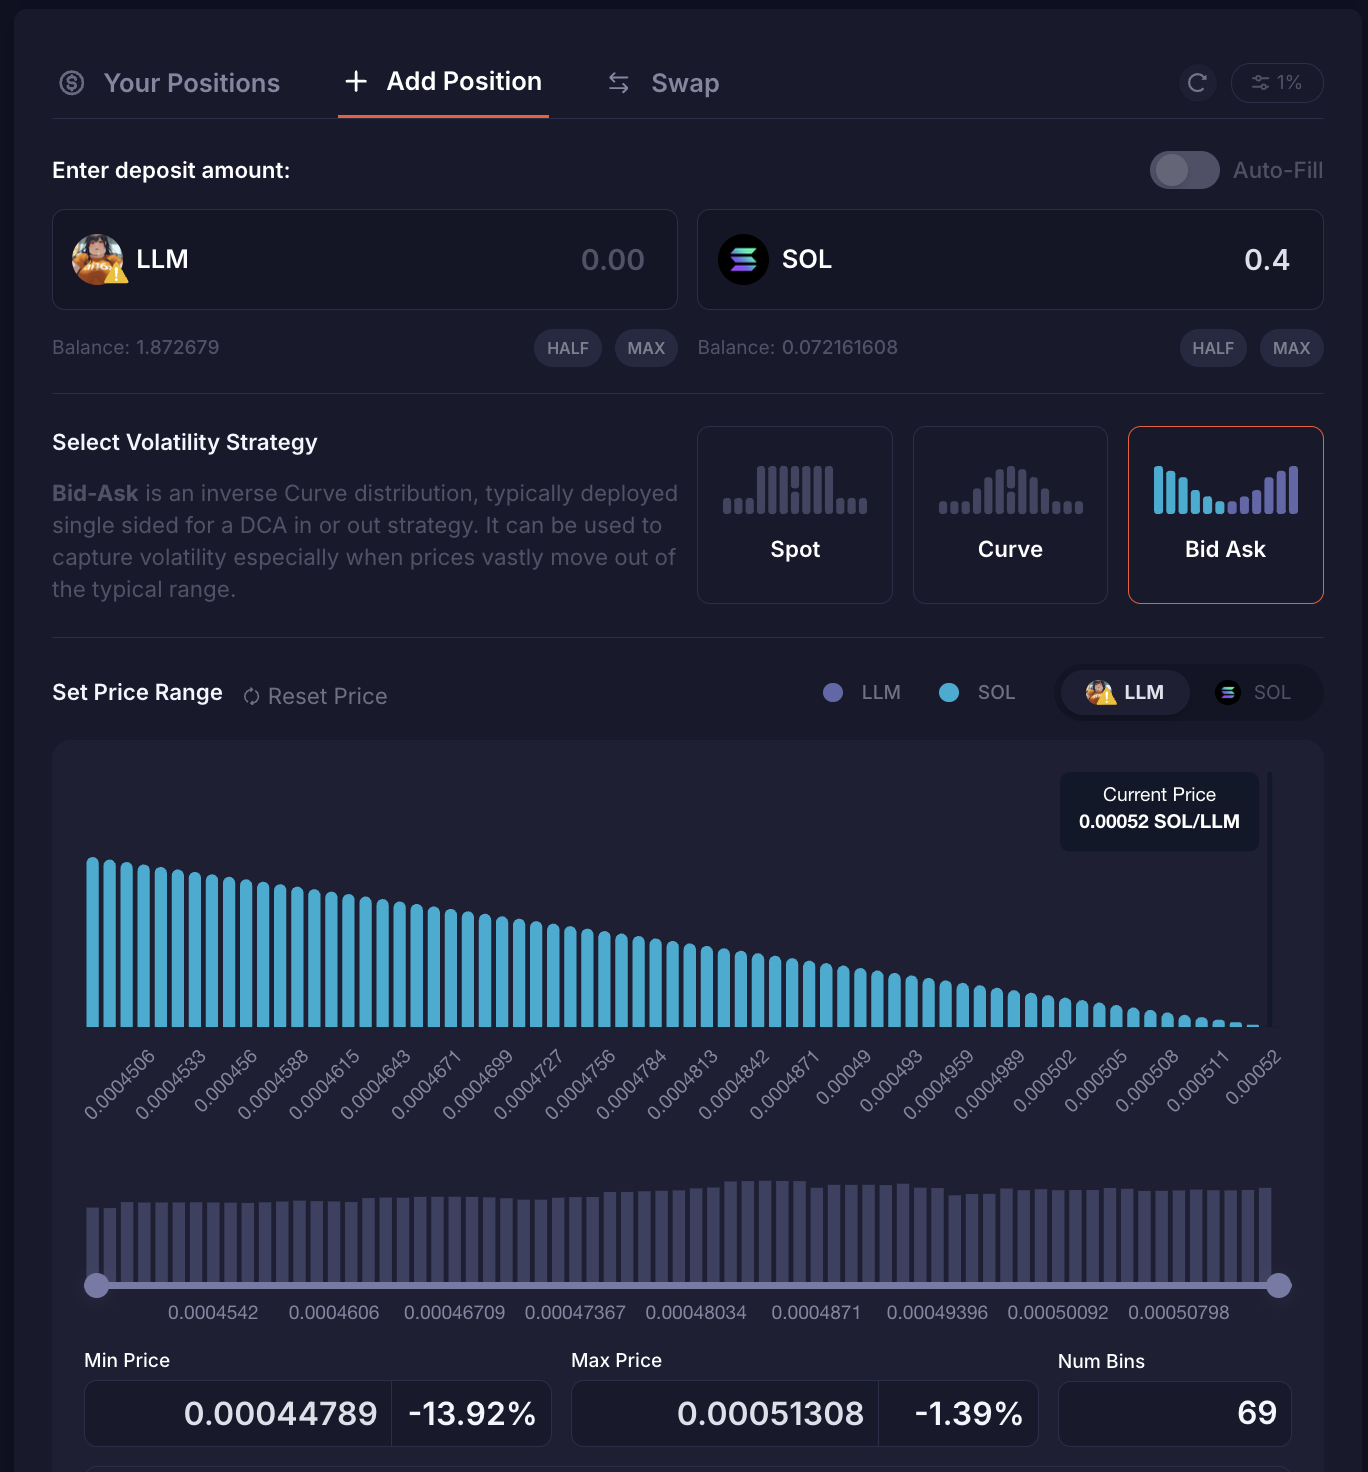 Your Positions
Add Position
Swap
1%
Enter deposit amount:
Auto-Fill
LLM
0.00
SOL
0.4
Balance: 1.872679
HALF
MAX
Balance: 0.072161608
HALF
MAX
Select Volatility Strategy
Bid-Ask is an inverse Curve distribution, typically deployed
single sided for a DCA in or out strategy. It can be used to
capture volatility especially when prices vastly move out of
the typical range.
Spot
Curve
Bid Ask
Set Price Range
Reset Price
LLM
SOL
LLM
SOL
Current Price
0.00052 SOL/LLM
0.0004506
0.0004533
0.000456
0.0004588
0.0004615
0.0004643
0.0004671
0.0004699
0.0004727
0.0004756
0.0004784
0.0004813
0.0004842
0.0004871
0.00049
0.000493
0.0004959
0.0004989
0.000502
0.000505
0.000508
0.000511
0.00052
0.0004542
0.0004606
0.00046709
0.00047367
0.00048034
0.0004871
0.00049396
0.00050092
0.00050798
Min Price
Max Price
Num Bins
0.00044789
-13.92%
0.00051308
-1.39%
69